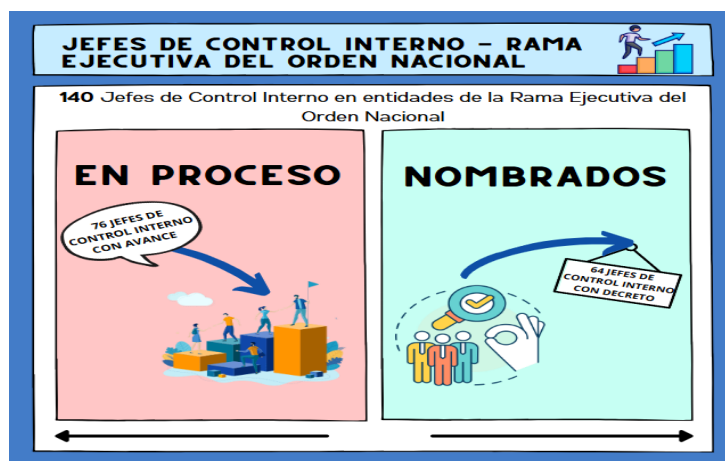 JEFES DE CONTROL INTERNO – RAMA
EJECUTIVA DEL ORDEN NACIONAL
140 Jefes de Control Interno en entidades de la Rama Ejecutiva del
Orden Nacional
EN PROCESO
76 JEFES DE
CONTROL INTERNO
CON AVANCE
NOMBRADOS
64 JEFES DE
CONTROL INTERNO
CON DECRETO